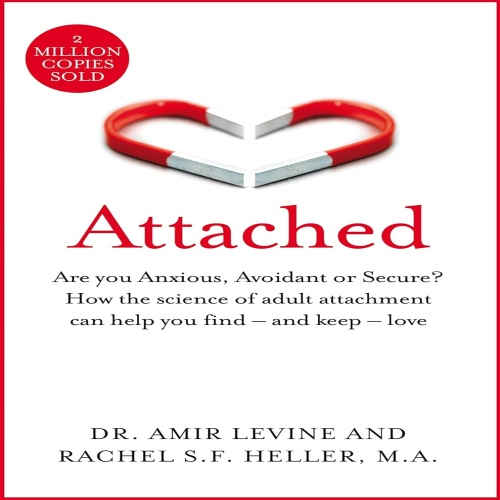 2
MILLION
COPIES
SOLD
Attached
Are you Anxious, Avoidant or Secure?
How the science of adult attachment
can help you find – and keep – love
DR. AMIR LEVINE AND
RACHEL S.F. HELLER, M.A.